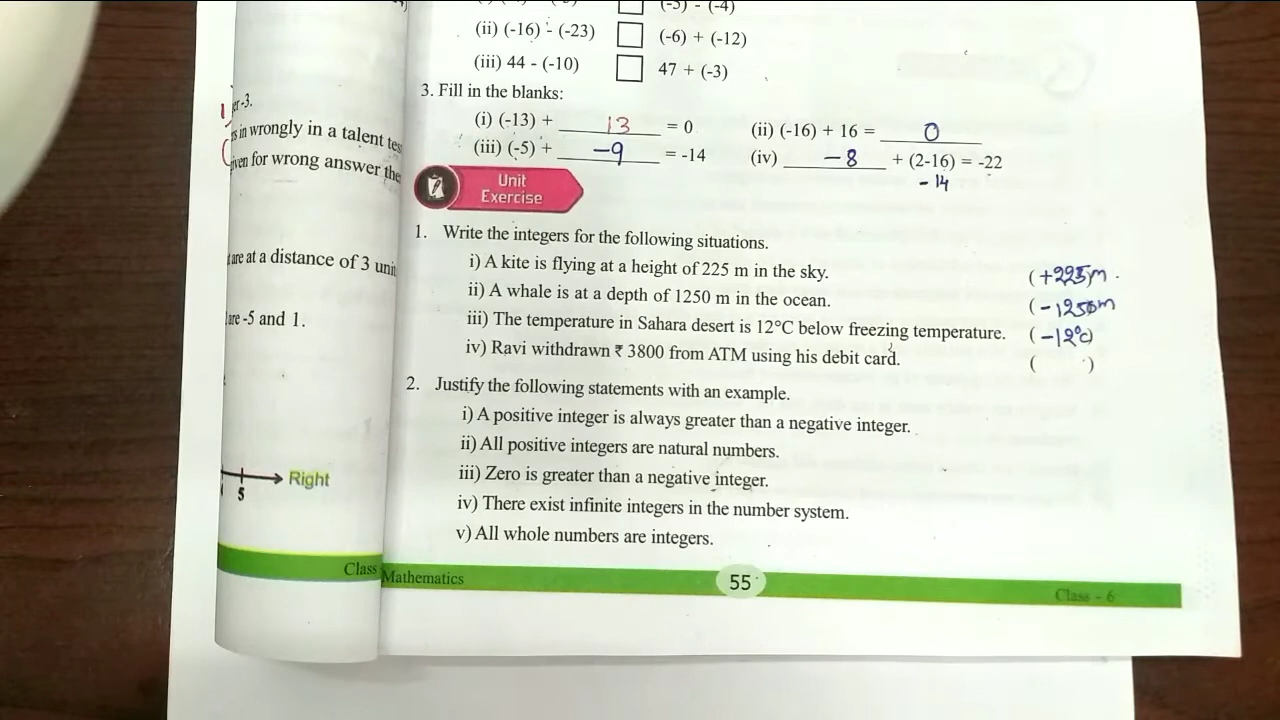 (-5) - (-4)
(ii) (-16) - (-23) (-6) + (-12)
(iii) 44 - (-10) 47 + (-3)
3. Fill in the blanks:
(i) (-13) + 13 = 0 (ii) (-16) + 16 = 0
(iii) (-5) + -9 = -14 (iv) -8 + (2-16) = -22
-14
Unit
Exercise
1. Write the integers for the following situations.
i) A kite is flying at a height of 225 m in the sky. (+225m
ii) A whale is at a depth of 1250 m in the ocean. (-1250m
iii) The temperature in Sahara desert is 12°C below freezing temperature. (-12°c)
iv) Ravi withdrawn ₹ 3800 from ATM using his debit card. ( )
2. Justify the following statements with an example.
i) A positive integer is always greater than a negative integer.
ii) All positive integers are natural numbers.
iii) Zero is greater than a negative integer.
iv) There exist infinite integers in the number system.
v) All whole numbers are integers.
Mathematics 55 Class - 6
er -3.
in wrongly in a talent tes
given for wrong answer the
are at a distance of 3 uni
are -5 and 1.
Right
5
Class